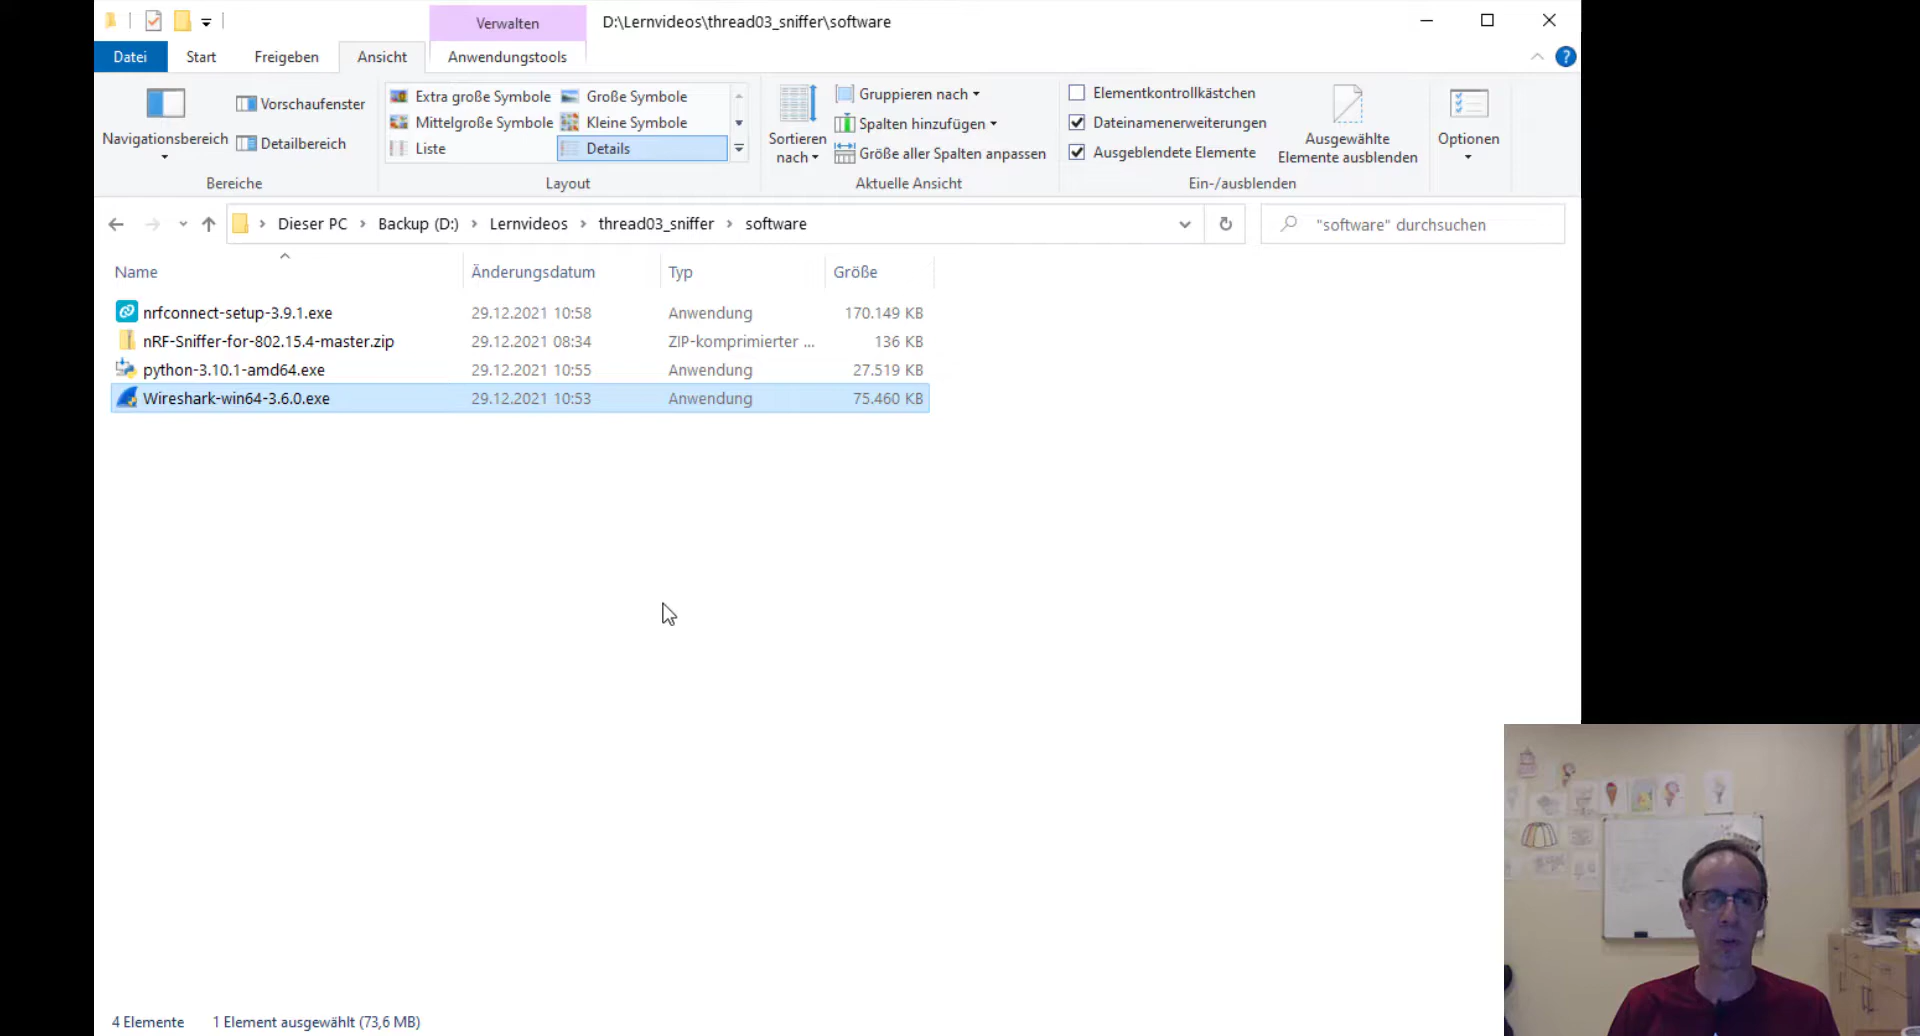 Verwalten
D:\Lernvideos\thread03_sniffer\software
Datei
Start
Freigeben
Ansicht
Anwendungstools
?
Navigationsbereich
Vorschaufenster
Detailbereich
Bereiche
Extra große Symbole
Große Symbole
Mittelgroße Symbole
Kleine Symbole
Liste
Details
Layout
Sortieren
nach
Gruppieren nach
Spalten hinzufügen
Größe aller Spalten anpassen
Aktuelle Ansicht
Elementkontrollkästchen
Dateinamenerweiterungen
Ausgeblendete Elemente
Ausgewählte
Elemente ausblenden
Ein-/ausblenden
Optionen
Dieser PC
Backup (D:)
Lernvideos
thread03_sniffer
software
"software" durchsuchen
Name Änderungsdatum Typ Größe
nrfconnect-setup-3.9.1.exe 29.12.2021 10:58 Anwendung 170.149 KB
nRF-Sniffer-for-802.15.4-master.zip 29.12.2021 08:34 ZIP-komprimierter ... 136 KB
python-3.10.1-amd64.exe 29.12.2021 10:55 Anwendung 27.519 KB
Wireshark-win64-3.6.0.exe 29.12.2021 10:53 Anwendung 75.460 KB
4 Elemente 1 Element ausgewählt (73,6 MB)